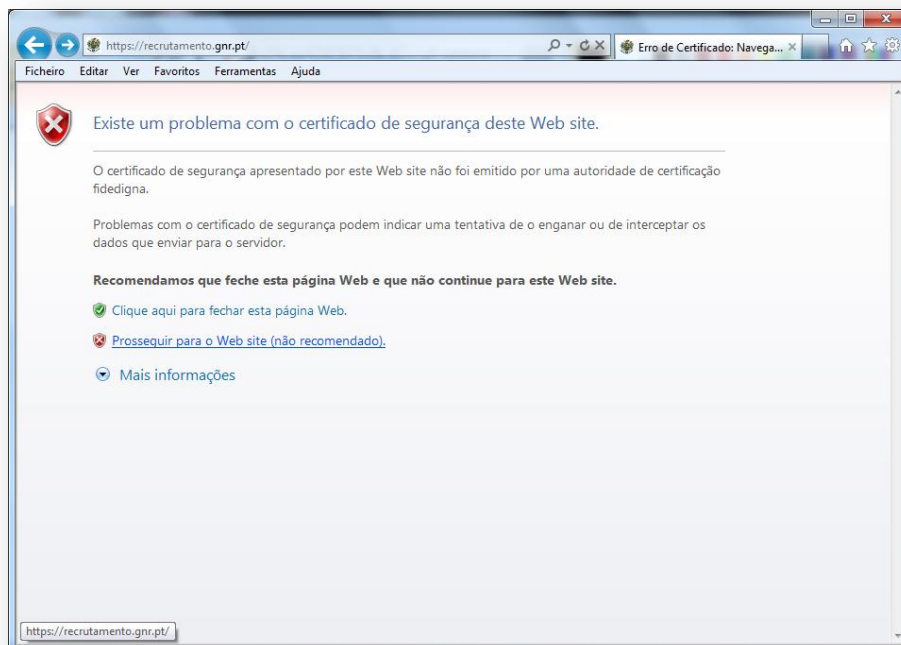 https://recrutamento.gnr.pt/
Erro de Certificado: Navega...
Ficheiro Editar Ver Favoritos Ferramentas Ajuda
Existe um problema com o certificado de segurança deste Web site.
O certificado de segurança apresentado por este Web site não foi emitido por uma autoridade de certificação
fidedigna.
Problemas com o certificado de segurança podem indicar uma tentativa de o enganar ou de interceptar os
dados que enviar para o servidor.
Recomendamos que feche esta página Web e que não continue para este Web site.
Clique aqui para fechar esta página Web.
Prosseguir para o Web site (não recomendado).
Mais informações
https://recrutamento.gnr.pt/